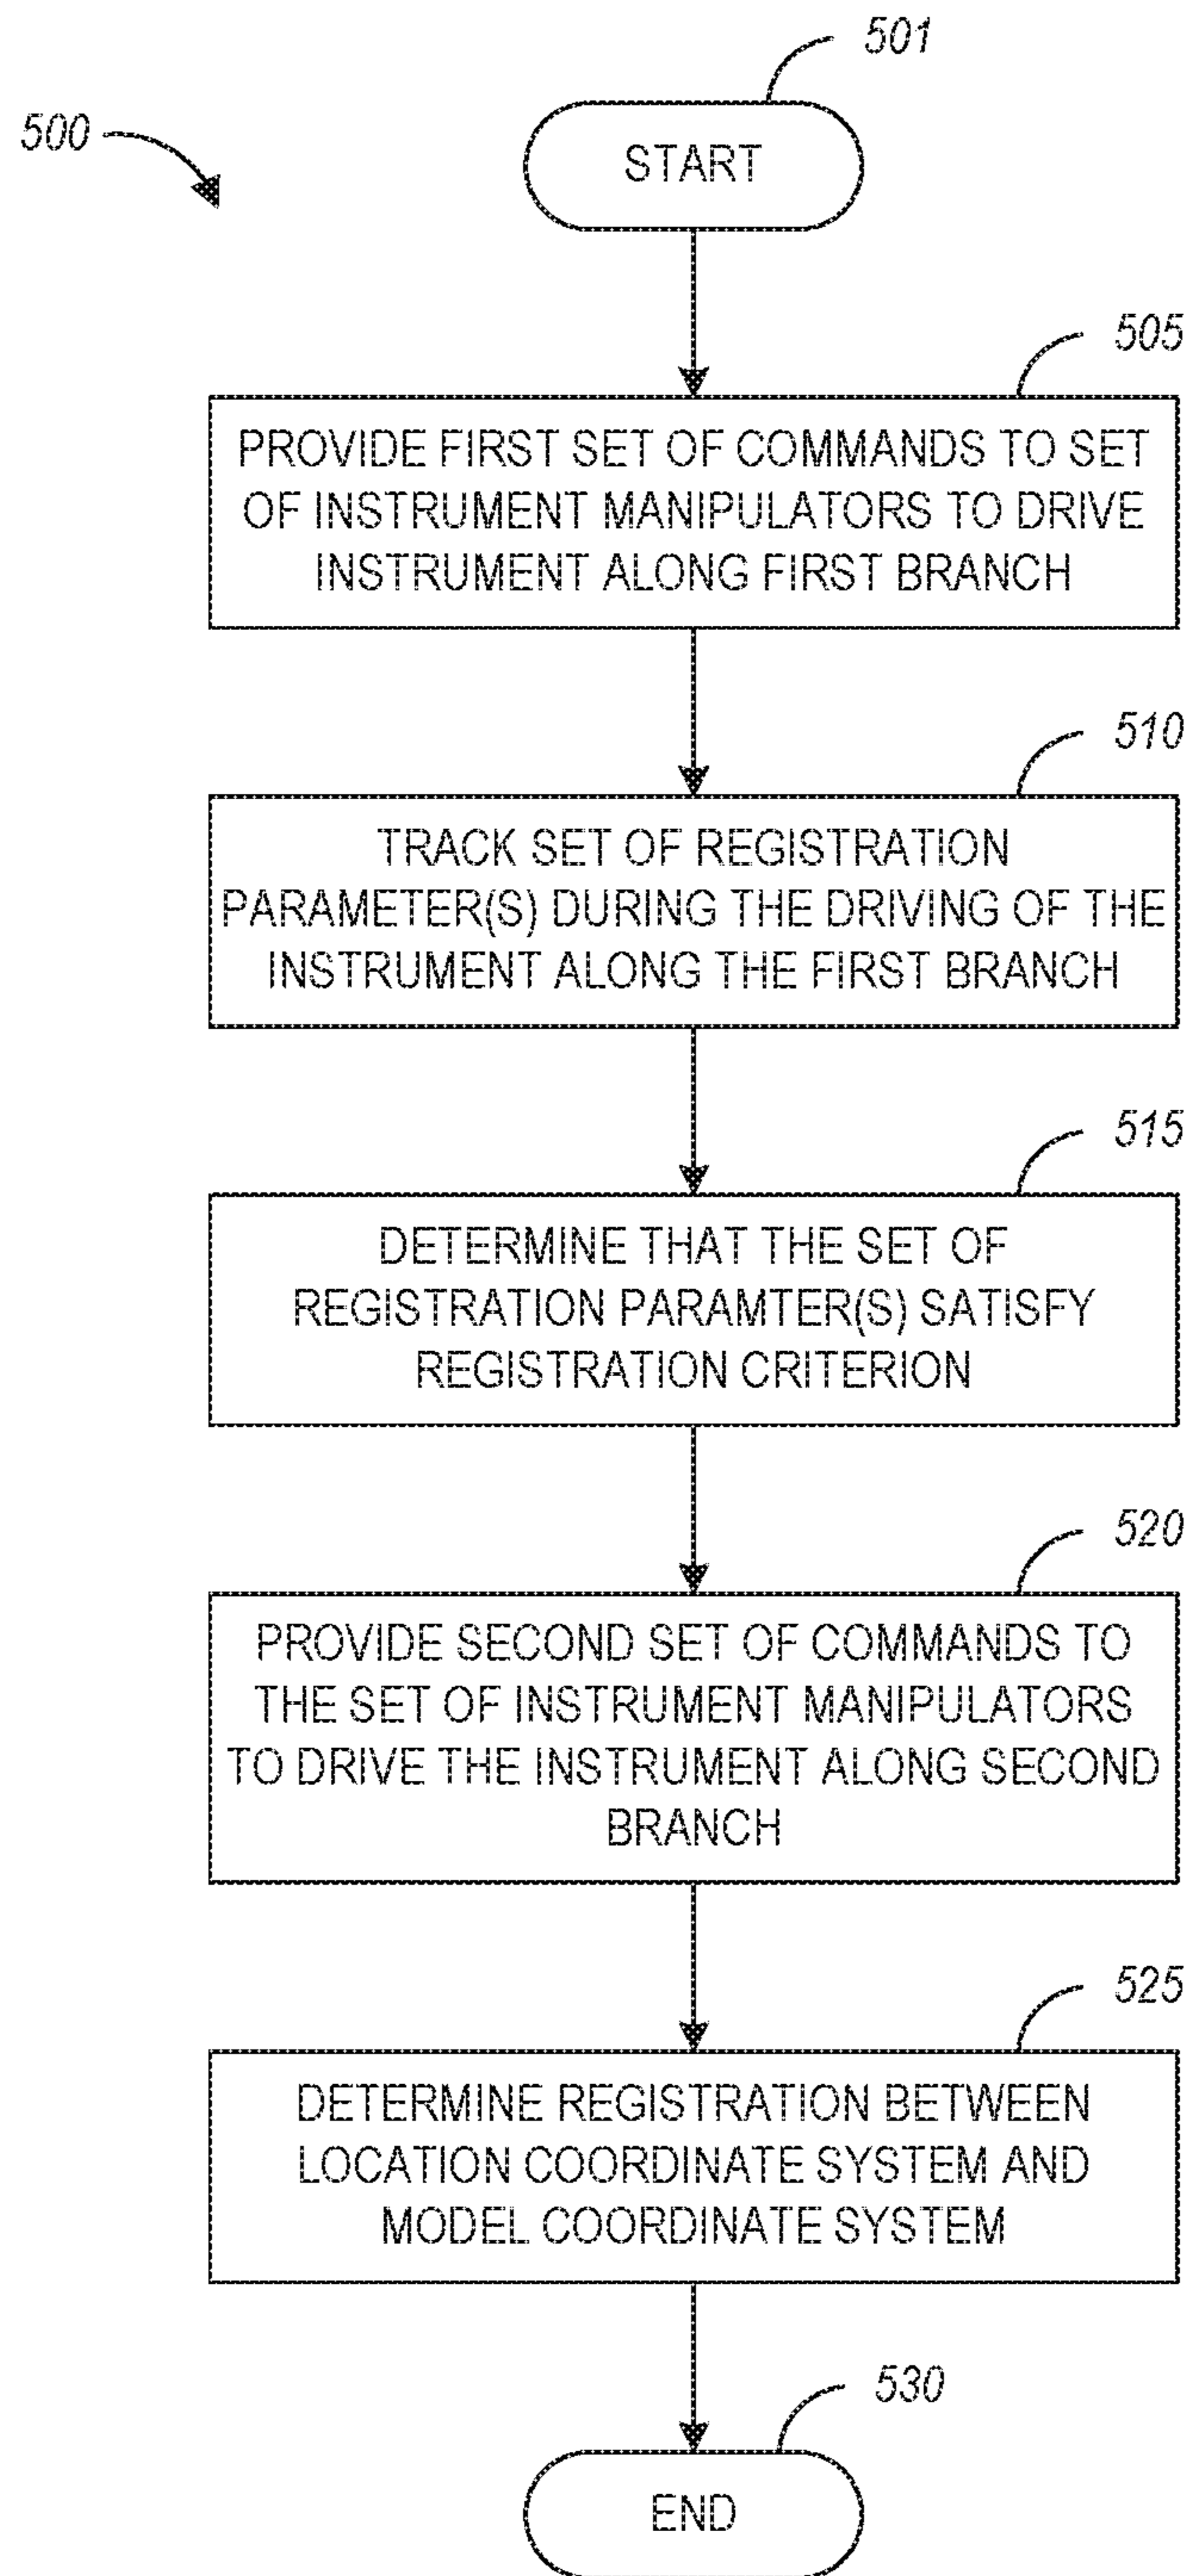 501
500
START
505
PROVIDE FIRST SET OF COMMANDS TO SET
OF INSTRUMENT MANIPULATORS TO DRIVE
INSTRUMENT ALONG FIRST BRANCH
510
TRACK SET OF REGISTRATION
PARAMETER(S) DURING THE DRIVING OF THE
INSTRUMENT ALONG THE FIRST BRANCH
515
DETERMINE THAT THE SET OF
REGISTRATION PARAMTER(S) SATISFY
REGISTRATION CRITERION
520
PROVIDE SECOND SET OF COMMANDS TO
THE SET OF INSTRUMENT MANIPULATORS
TO DRIVE THE INSTRUMENT ALONG SECOND
BRANCH
525
DETERMINE REGISTRATION BETWEEN
LOCATION COORDINATE SYSTEM AND
MODEL COORDINATE SYSTEM
530
END